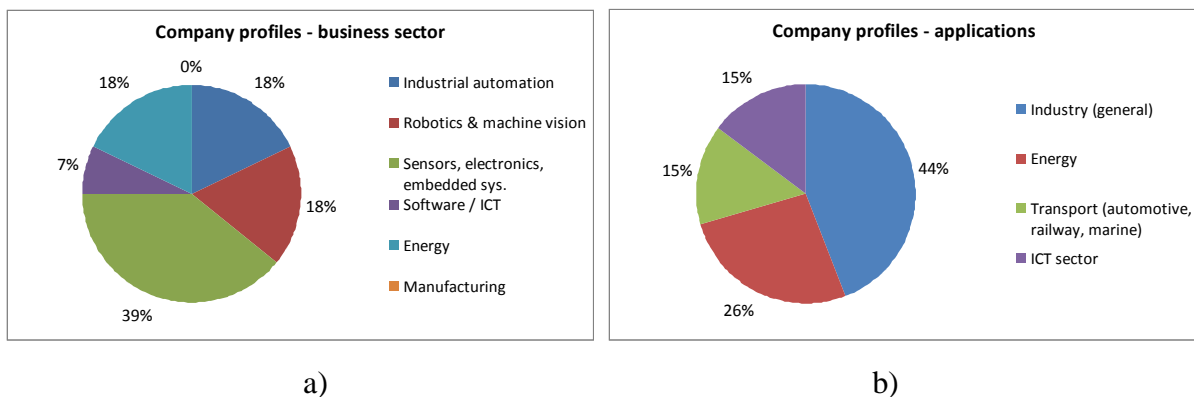 Company profiles - business sector
0%
18%
18%
7%
18%
39%
Industrial automation
Robotics & machine vision
Sensors, electronics,
embedded sys.
Software / ICT
Energy
Manufacturing
a)
Company profiles - applications
15%
15%
44%
26%
Industry (general)
Energy
Transport (automotive,
railway, marine)
ICT sector
b)